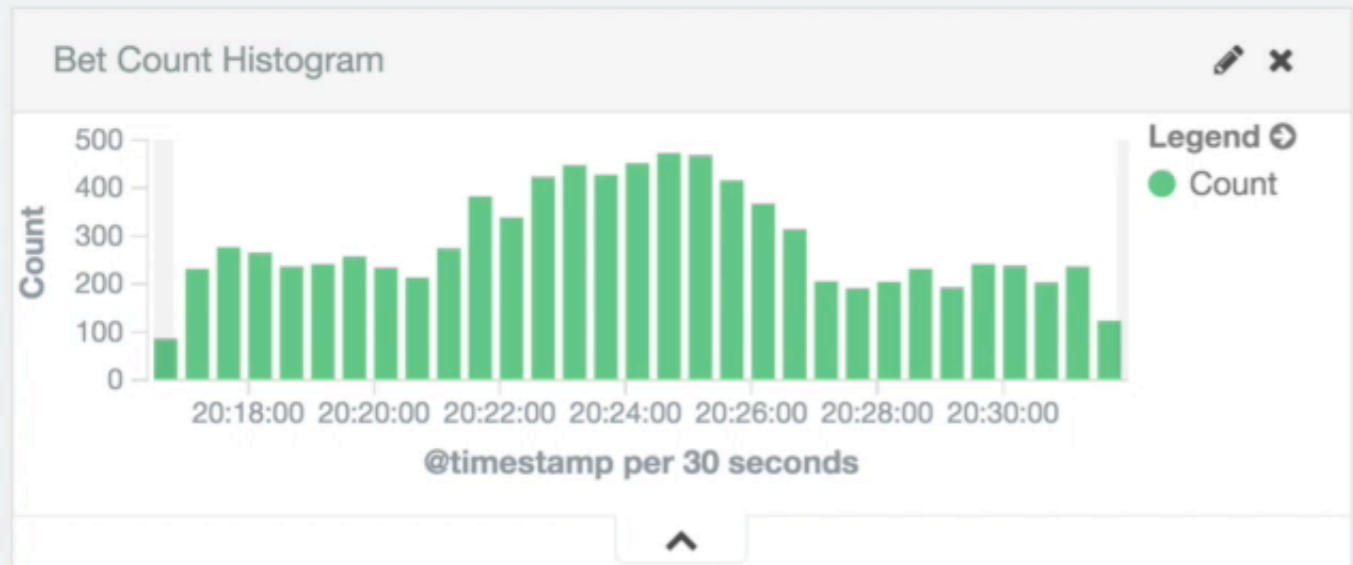 Bet Count Histogram
500
400
300
200
100
0
Count
Legend
Count
20:18:00 20:20:00 20:22:00 20:24:00 20:26:00 20:28:00 20:30:00
@timestamp per 30 seconds